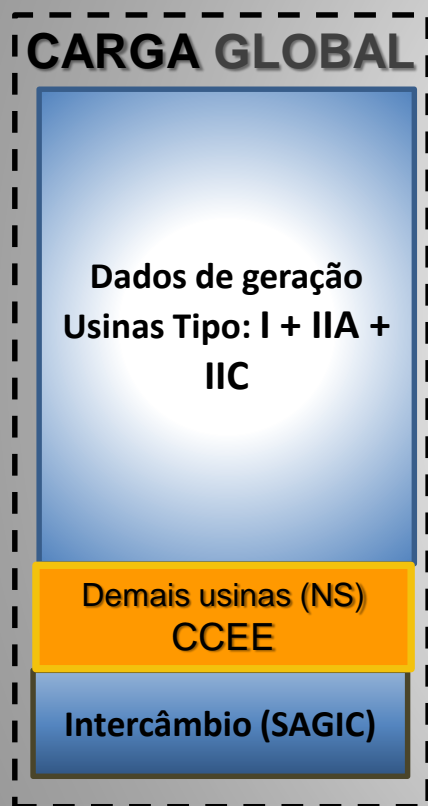 CARGA GLOBAL
Dados de geração
Usinas Tipo: I + IIA +
IIC
Demais usinas (NS)
CCEE
Intercâmbio (SAGIC)